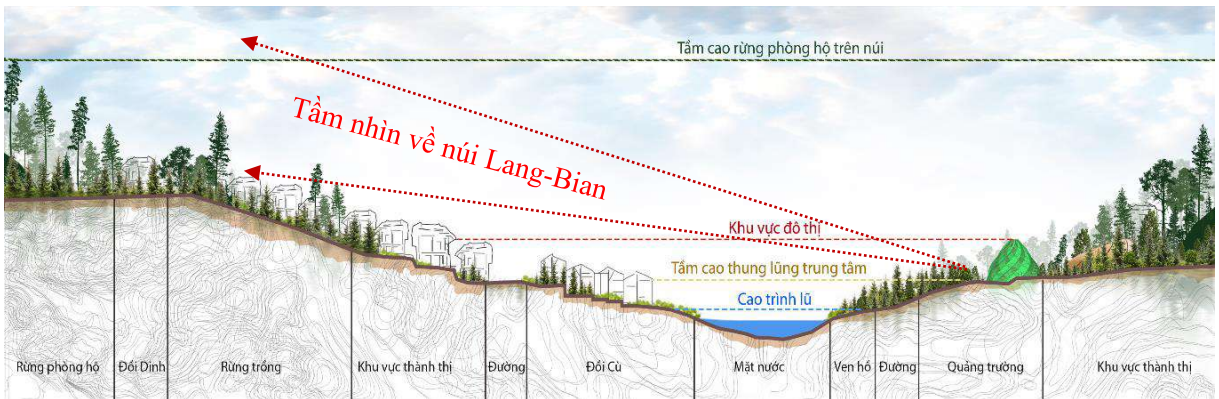 Tầm cao rừng phòng hộ trên núi
Tầm nhìn về núi Lang-Bian
Khu vực đô thị
Tầm cao thung lũng trung tâm
Cao trình lũ
Rừng phòng hộ
Đồi Dinh
Rừng trồng
Khu vực thành thị
Đường
Đồi Cù
Mặt nước
Ven hồ
Đường
Quảng trường
Khu vực thành thị